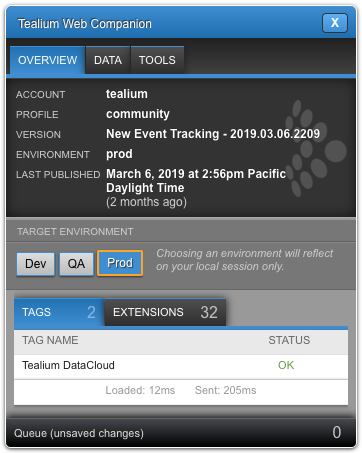 Tealium Web Companion X
OVERVIEW DATA TOOLS
ACCOUNT tealium
PROFILE community
VERSION New Event Tracking - 2019.03.06.2209
ENVIRONMENT prod
LAST PUBLISHED March 6, 2019 at 2:56pm Pacific
Daylight Time
(2 months ago)
TARGET ENVIRONMENT
Dev QA Prod
Choosing an environment will reflect
on your local session only.
TAGS 2 EXTENSIONS 32
TAG NAME STATUS
Tealium DataCloud OK
Loaded: 12ms Sent: 205ms
Queue (unsaved changes) 0